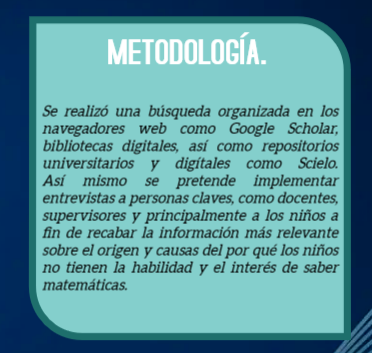 METODOLOGÍA.
Se realizó una búsqueda organizada en los
navegadores web como Google Scholar,
bibliotecas digitales, así como repositorios
universitarios y digítales como Scielo.
Así mismo se pretende implementar
entrevistas a personas claves, como docentes,
supervisores y principalmente a los niños a
fin de recabar la información más relevante
sobre el origen y causas del por qué los niños
no tienen la habilidad y el interés de saber
matemáticas.